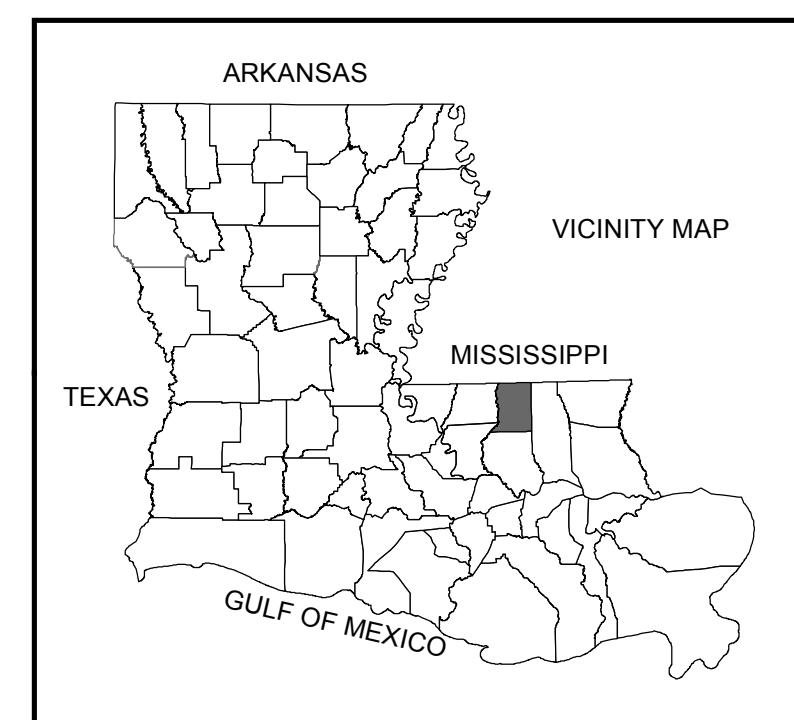 ARKANSAS
VICINITY MAP
MISSISSIPPI
TEXAS
GULF OF MEXICO